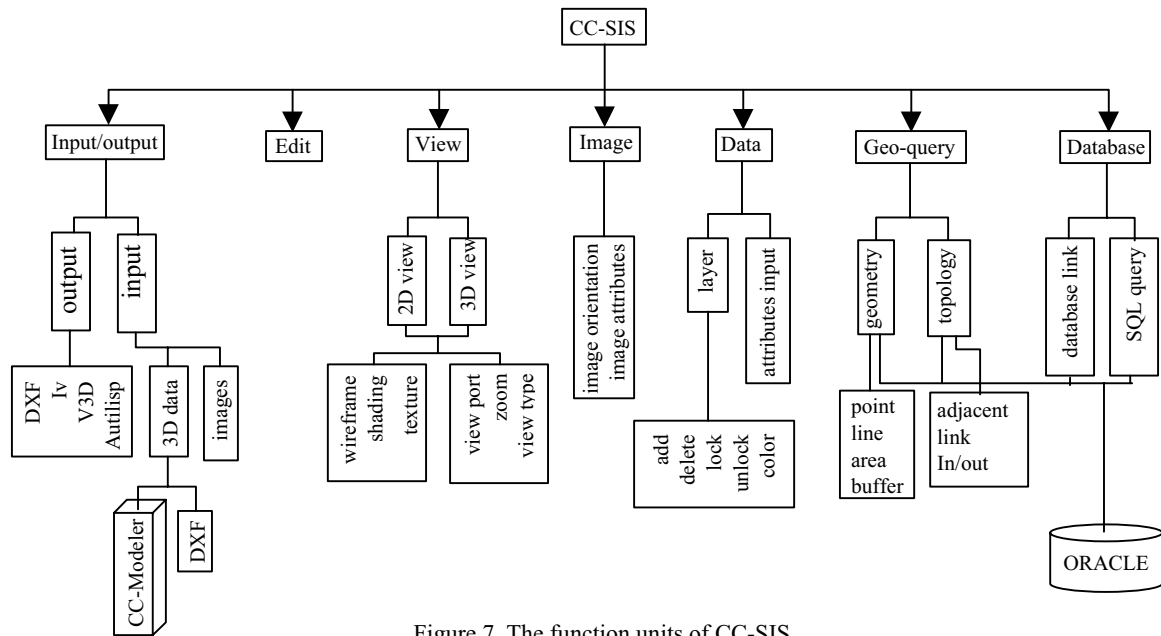 CC-SIS
Input/output
Edit
View
Image
Data
Geo-query
Database
output
input
2D view
3D view
image orientation
image attributes
layer
attributes input
geometry
topology
database link
SQL query
DXF
Iv
V3D
Autilisp
3D data
images
wireframe
shading
texture
view port
zoom
view type
add
delete
lock
unlock
color
point
line
area
buffer
adjacent
link
In/out
CC-Modeler
DXF
ORACLE
Figure 7. The function units of CC-SIS